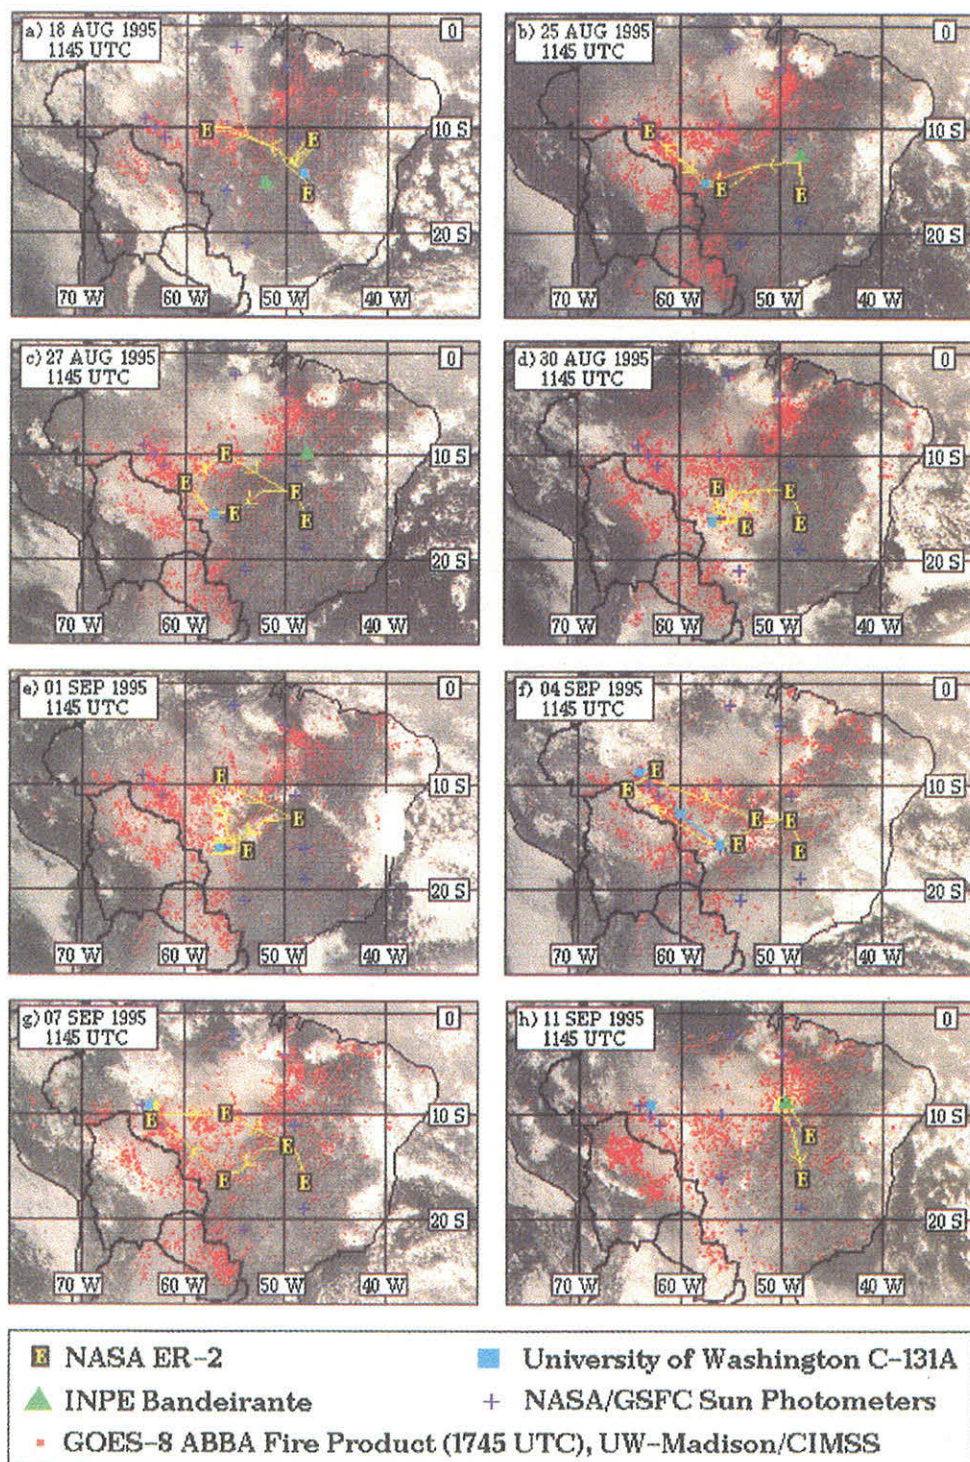 a) 18 AUG 1995
1145 UTC
0
E
E
10 S
E
20 S
70 W
60 W
50 W
40 W
b) 25 AUG 1995
1145 UTC
0
E
10 S
E
E
20 S
70 W
60 W
50 W
40 W
c) 27 AUG 1995
1145 UTC
0
E
10 S
E
E
E
E
20 S
70 W
60 W
50 W
40 W
d) 30 AUG 1995
1145 UTC
0
10 S
E
E
E
E
20 S
70 W
60 W
50 W
40 W
e) 01 SEP 1995
1145 UTC
0
E
10 S
E
E
20 S
70 W
60 W
50 W
40 W
f) 04 SEP 1995
1145 UTC
0
E
10 S
E
E
E
E
E
20 S
70 W
60 W
50 W
40 W
g) 07 SEP 1995
1145 UTC
0
E
E
10 S
E
E
E
20 S
70 W
60 W
50 W
40 W
h) 11 SEP 1995
1145 UTC
0
10 S
E
E
20 S
70 W
60 W
50 W
40 W
E NASA ER-2
University of Washington C-131A
INPE Bandeirante
NASA/GSFC Sun Photometers
GOES-8 ABBA Fire Product (1745 UTC), UW-Madison/CIMSS